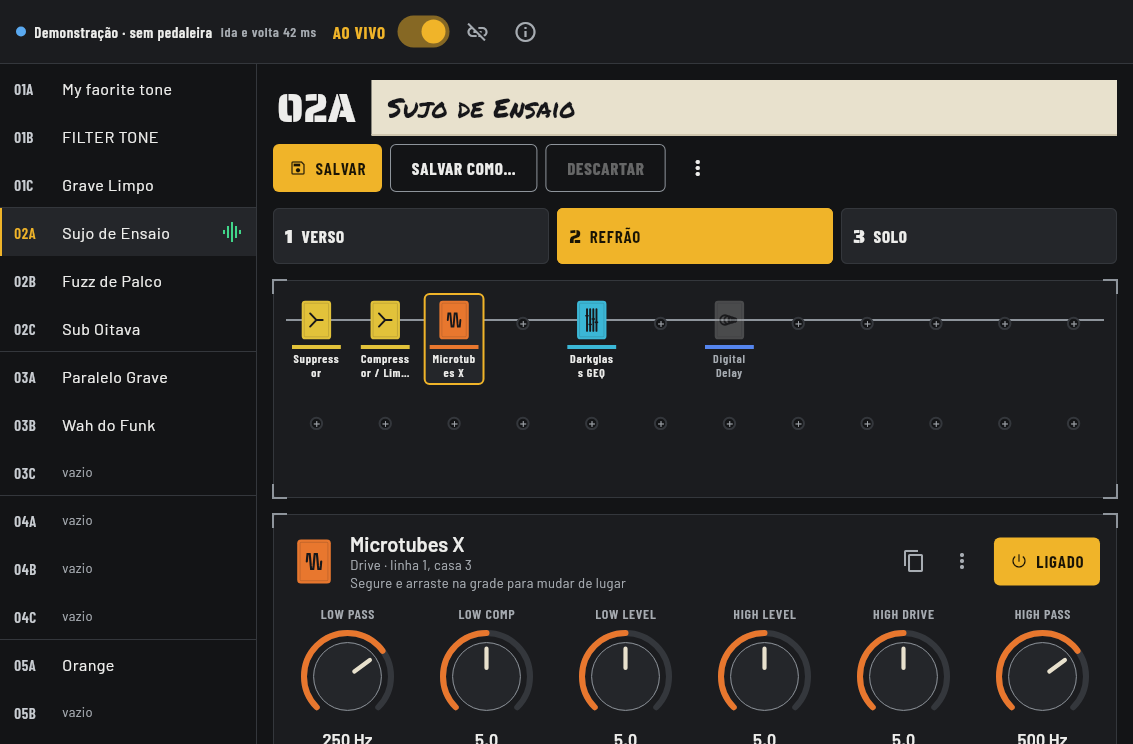 Demonstração · sem pedaleira Ida e volta 42 ms AO VIVO
01A My faorite tone
01B FILTER TONE
01C Grave Limpo
02A Sujo de Ensaio
02B Fuzz de Palco
02C Sub Oitava
03A Paralelo Grave
03B Wah do Funk
03C vazio
04A vazio
04B vazio
04C vazio
05A Orange
05B vazio
02A Sujo de Ensaio
SALVAR SALVAR COMO... DESCARTAR
1 VERSO 2 REFRÃO 3 SOLO
Suppress
or
Compress
or / Lim...
Microtub
es X
Darkglas
s GEQ
Digital
Delay
Microtubes X
Drive · linha 1, casa 3
Segure e arraste na grade para mudar de lugar
LIGADO
LOW PASS LOW COMP LOW LEVEL HIGH LEVEL HIGH DRIVE HIGH PASS
250 Hz 5.0 5.0 5.0 5.0 500 Hz